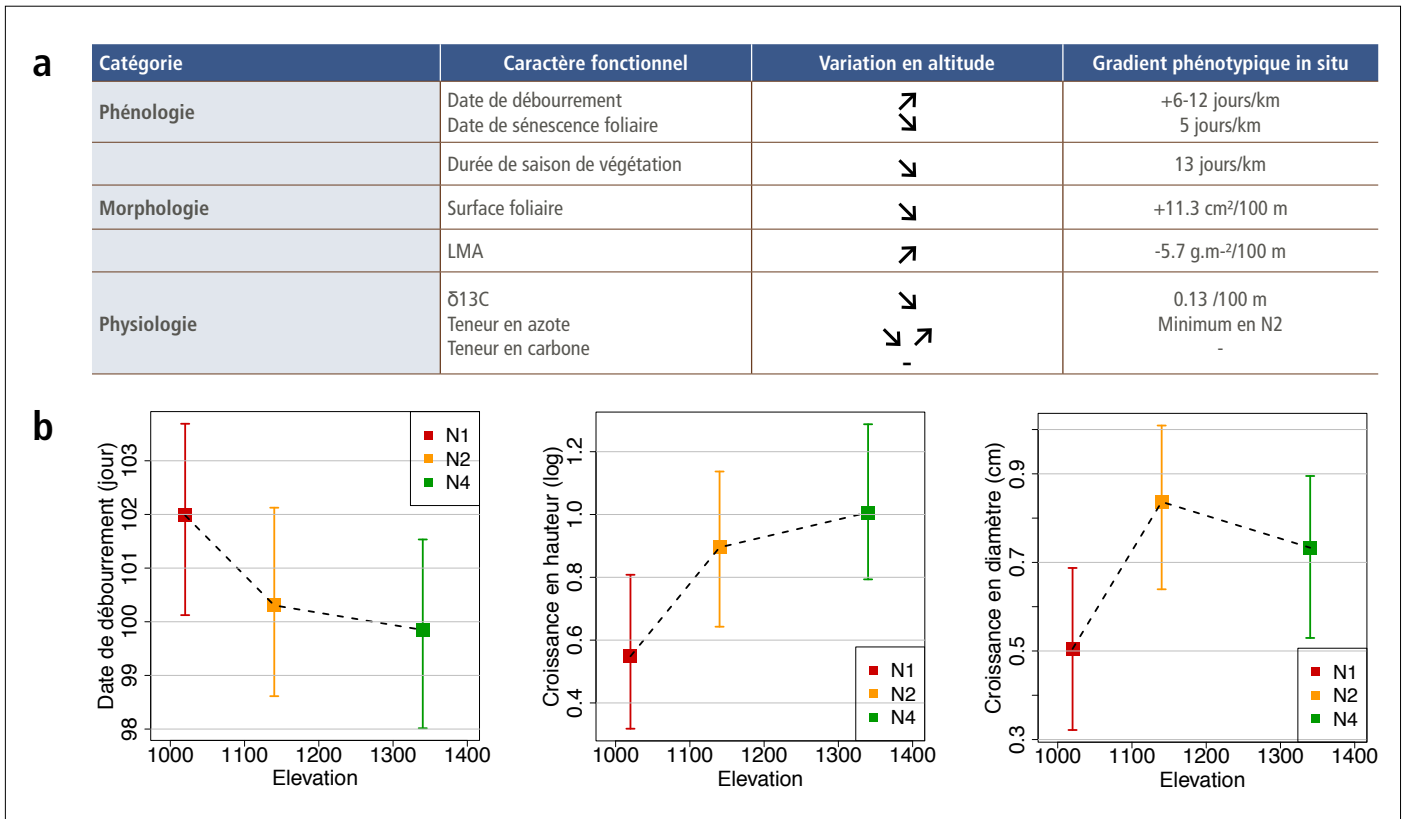 a
Catégorie Caractère fonctionnel Variation en altitude Gradient phénotypique in situ
Phénologie
Date de débourrement ↗ +6-12 jours/km
Date de sénescence foliaire ↘ 5 jours/km
Durée de saison de végétation ↘ 13 jours/km
Morphologie Surface foliaire ↘ +11.3 cm²/100 m
LMA ↗ -5.7 g.m-²/100 m
Physiologie
δ13C ↘ 0.13 /100 m
Teneur en azote ↘ ↗ Minimum en N2
Teneur en carbone - -
b
Date de débourrement (jour)
98 99 100 101 102 103
N1
N2
N4
1000 1100 1200 1300 1400
Elevation
Croissance en hauteur (log)
0.4 0.6 0.8 1.0 1.2
N1
N2
N4
1000 1100 1200 1300 1400
Elevation
Croissance en diamètre (cm)
0.3 0.5 0.7 0.9
N1
N2
N4
1000 1100 1200 1300 1400
Elevation